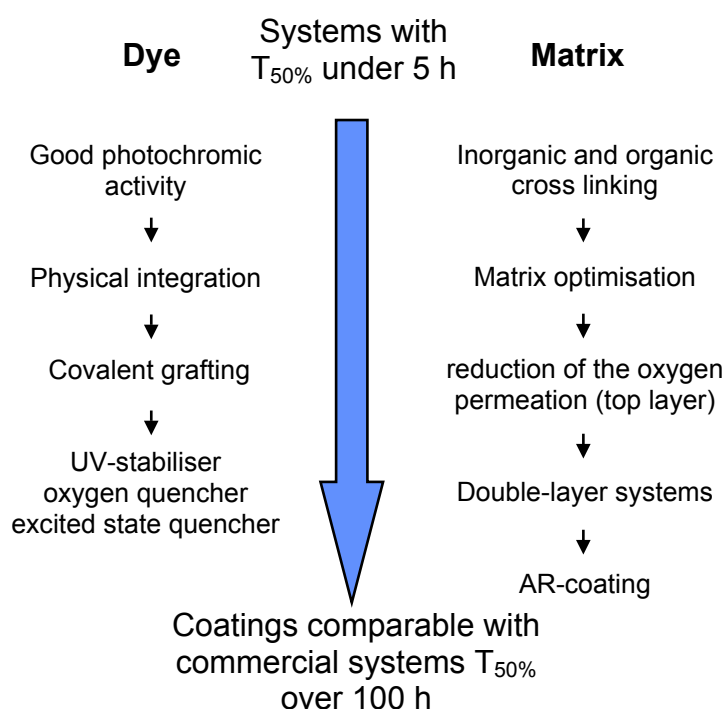 Dye
Systems with
T50% under 5 h
Matrix
Good photochromic
activity
Physical integration
Covalent grafting
UV-stabiliser
oxygen quencher
excited state quencher
Inorganic and organic
cross linking
Matrix optimisation
reduction of the oxygen
permeation (top layer)
Double-layer systems
AR-coating
Coatings comparable with
commercial systems T50%
over 100 h